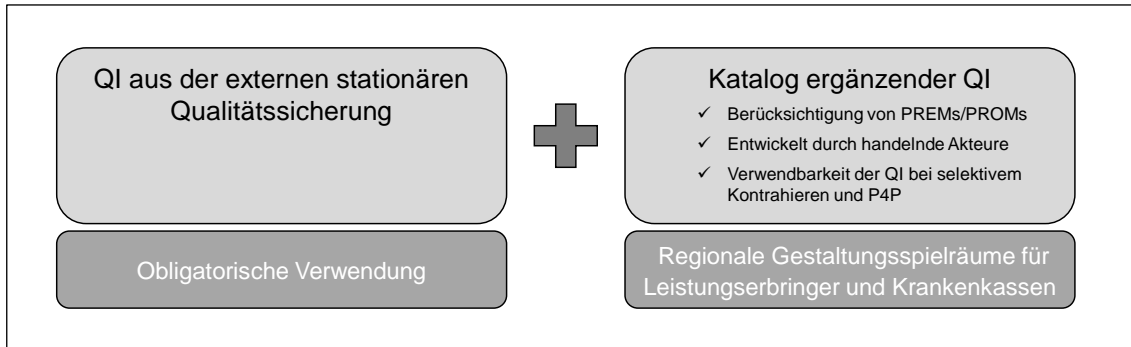 QI aus der externen stationären
Qualitätssicherung
Obligatorische Verwendung
Katalog ergänzender QI
✓ Berücksichtigung von PREMs/PROMs
✓ Entwickelt durch handelnde Akteure
✓ Verwendbarkeit der QI bei selektivem
Kontrahieren und P4P
Regionale Gestaltungsspielräume für
Leistungserbringer und Krankenkassen